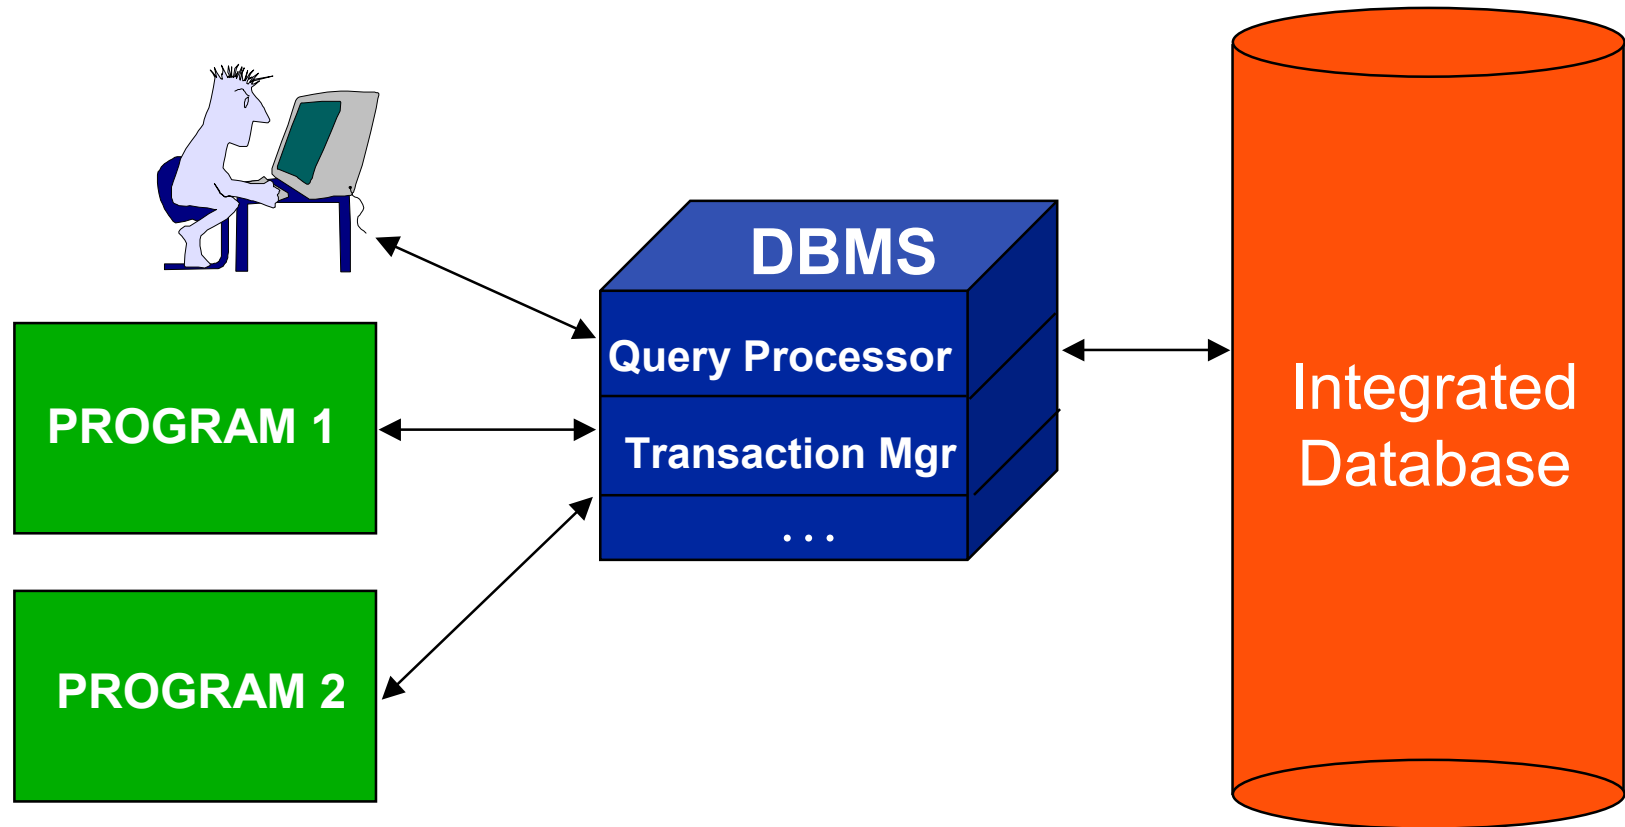 DBMS
Query Processor
Transaction Mgr
. . .
PROGRAM 1
PROGRAM 2
Integrated
Database